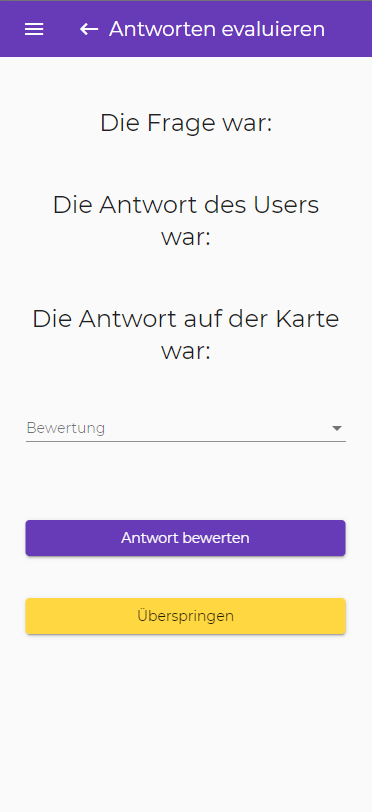 Antworten evaluieren
Die Frage war:
Die Antwort des Users
war:
Die Antwort auf der Karte
war:
Bewertung
Antwort bewerten
Überspringen